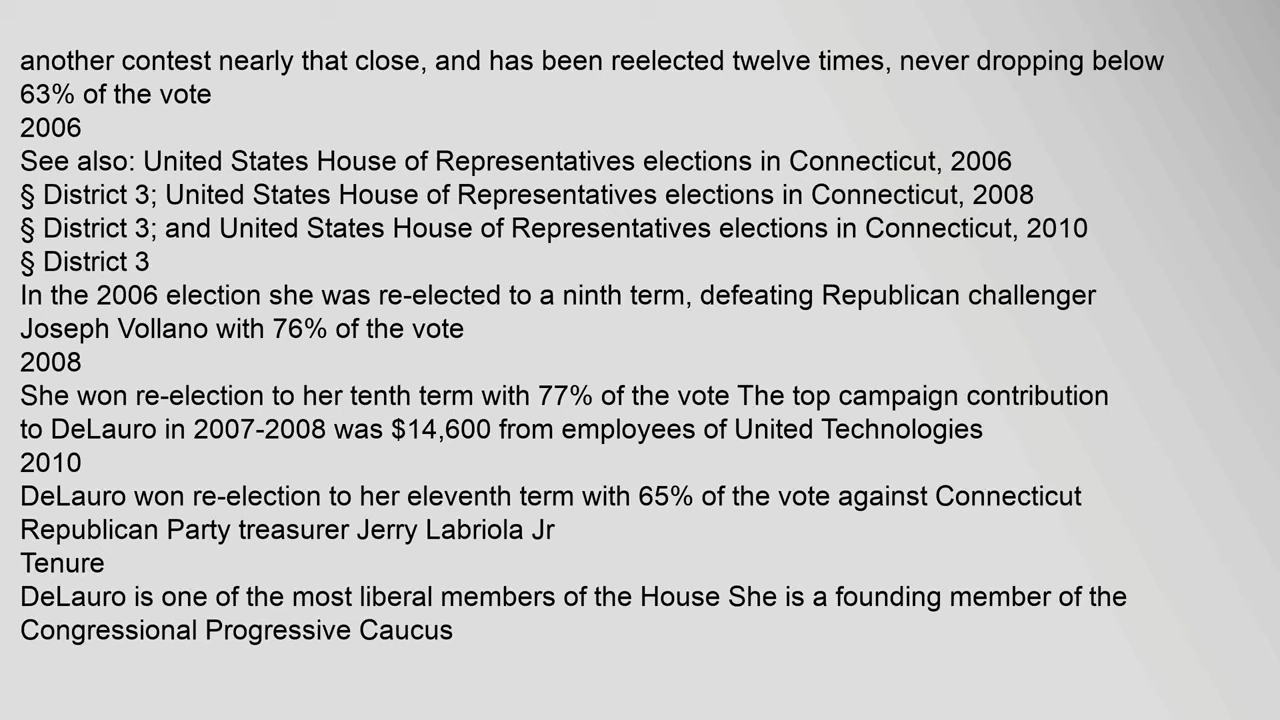 another contest nearly that close, and has been reelected twelve times, never dropping below
63% of the vote
2006
See also: United States House of Representatives elections in Connecticut, 2006
§ District 3; United States House of Representatives elections in Connecticut, 2008
§ District 3; and United States House of Representatives elections in Connecticut, 2010
§ District 3
In the 2006 election she was re-elected to a ninth term, defeating Republican challenger
Joseph Vollano with 76% of the vote
2008
She won re-election to her tenth term with 77% of the vote The top campaign contribution
to DeLauro in 2007-2008 was $14,600 from employees of United Technologies
2010
DeLauro won re-election to her eleventh term with 65% of the vote against Connecticut
Republican Party treasurer Jerry Labriola Jr
Tenure
DeLauro is one of the most liberal members of the House She is a founding member of the
Congressional Progressive Caucus